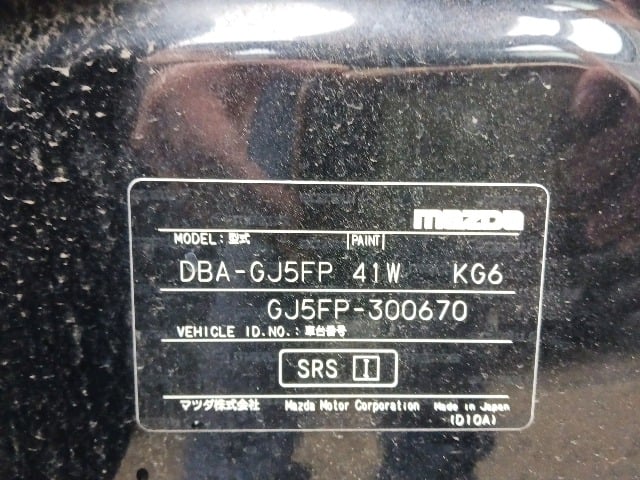 mazda
MODEL:型式 PAINT
DBA-GJ5FP 41W KG6
GJ5FP-300670
VEHICLE ID.NO.:車台番号
SRS I
マツダ株式会社 Mazda Motor Corporation Made in Japan
(D10A)